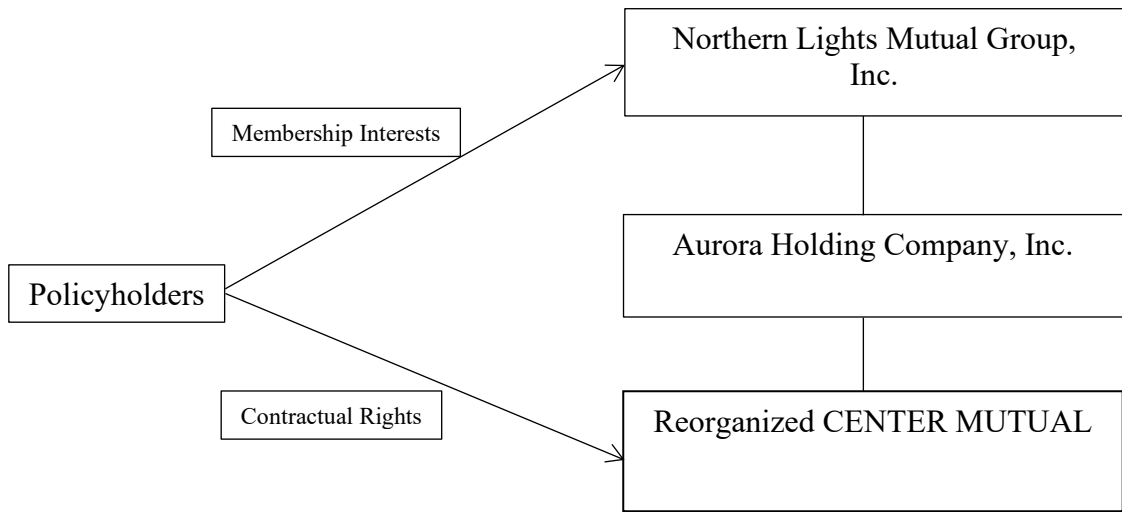 Northern Lights Mutual Group,
Inc.
Membership Interests
Aurora Holding Company, Inc.
Policyholders
Contractual Rights
Reorganized CENTER MUTUAL